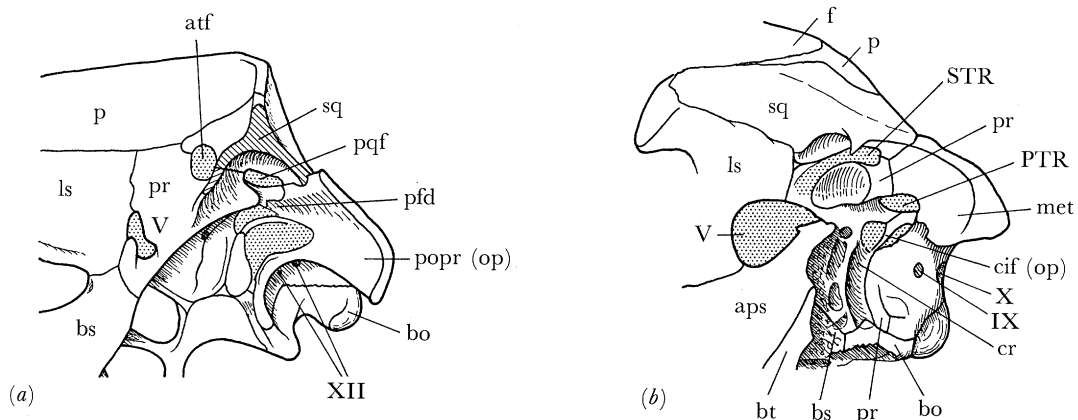 atf
p
sq
pqf
ls
pr
V
pfd
popr (op)
bs
bo
XII
(a)
f
p
STR
sq
pr
ls
PTR
met
V
cif (op)
X
aps
IX
cr
(b)
bt
bs
pr
bo